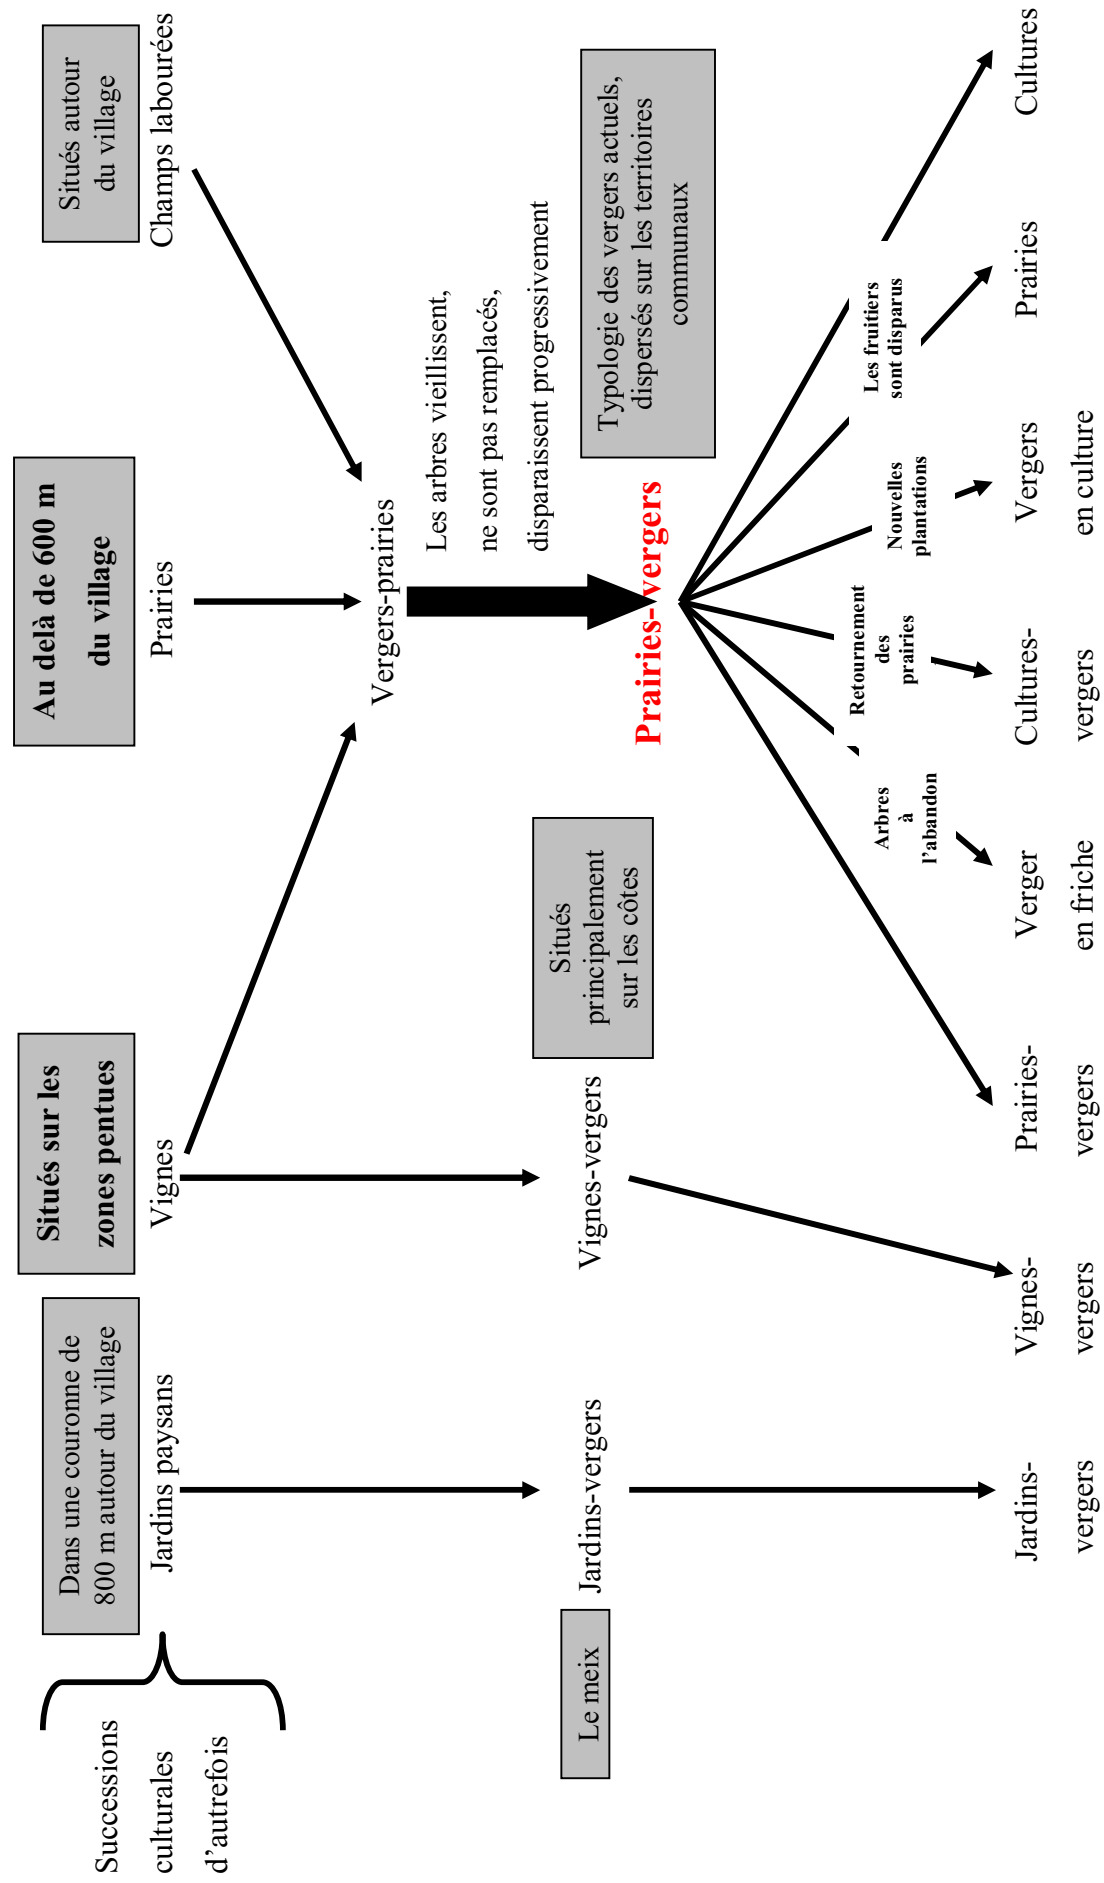 Successions
culturales
d'autrefois
Dans une couronne de
800 m autour du village
Jardins paysans
Situés sur les
zones pentues
Vignes
Au delà de 600 m
du village
Prairies
Situés autour
du village
Champs labourées
Vergers-prairies
Les arbres vieillissent,
ne sont pas remplacés,
disparaissent progressivement
Le meix
Jardins-vergers
Vignes-vergers
Situés
principalement
sur les côtes
Prairies-vergers
Typologie des vergers actuels,
dispersés sur les territoires
communaux
Arbres
à
l'abandon
Retournement
des
prairies
Nouvelles
plantations
Les fruitiers
sont disparus
Jardins-
vergers
Vignes-
vergers
Prairies-
vergers
Verger
en friche
Cultures-
vergers
Vergers
en culture
Prairies
Cultures